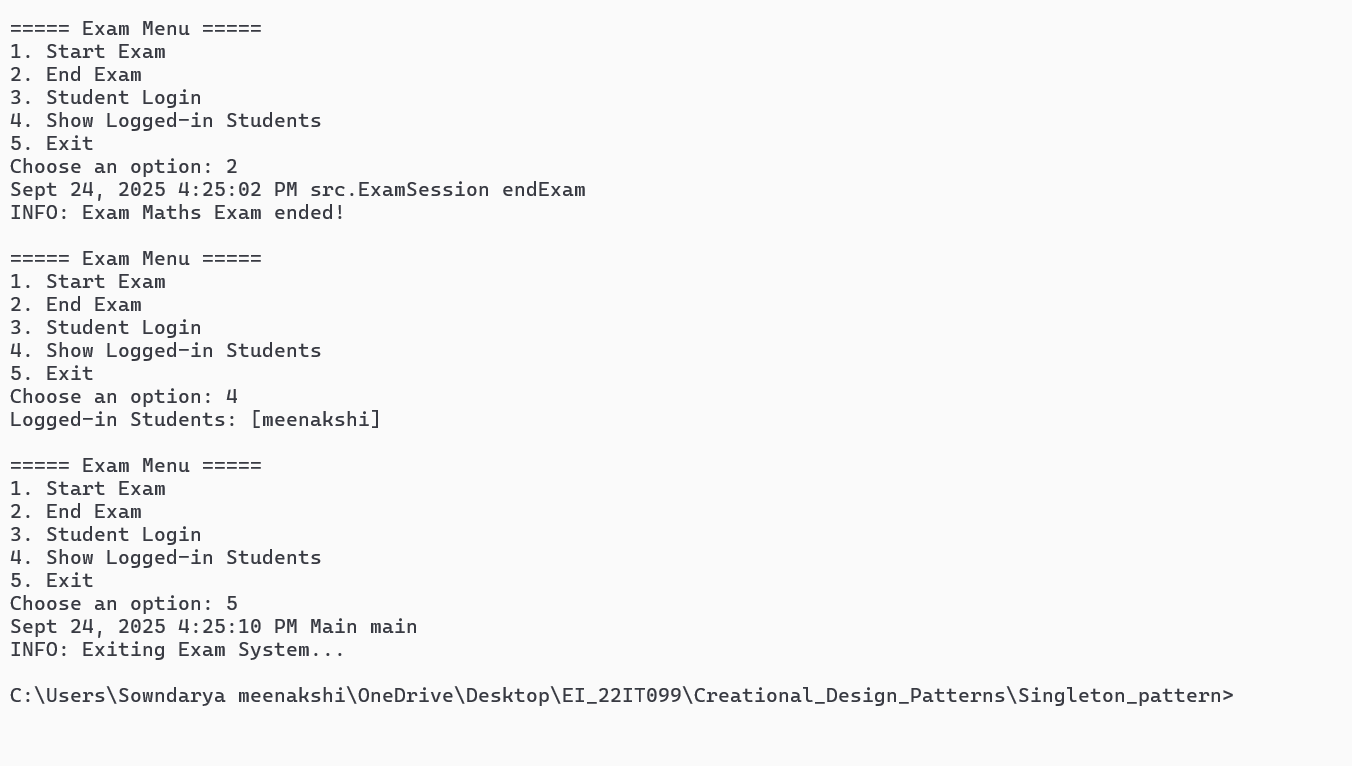 ===== Exam Menu =====
1. Start Exam
2. End Exam
3. Student Login
4. Show Logged-in Students
5. Exit
Choose an option: 2
Sept 24, 2025 4:25:02 PM src.ExamSession endExam
INFO: Exam Maths Exam ended!

===== Exam Menu =====
1. Start Exam
2. End Exam
3. Student Login
4. Show Logged-in Students
5. Exit
Choose an option: 4
Logged-in Students: [meenakshi]

===== Exam Menu =====
1. Start Exam
2. End Exam
3. Student Login
4. Show Logged-in Students
5. Exit
Choose an option: 5
Sept 24, 2025 4:25:10 PM Main main
INFO: Exiting Exam System...

C:\Users\Sowndarya meenakshi\OneDrive\Desktop\EI_22IT099\Creational_Design_Patterns\Singleton_pattern>